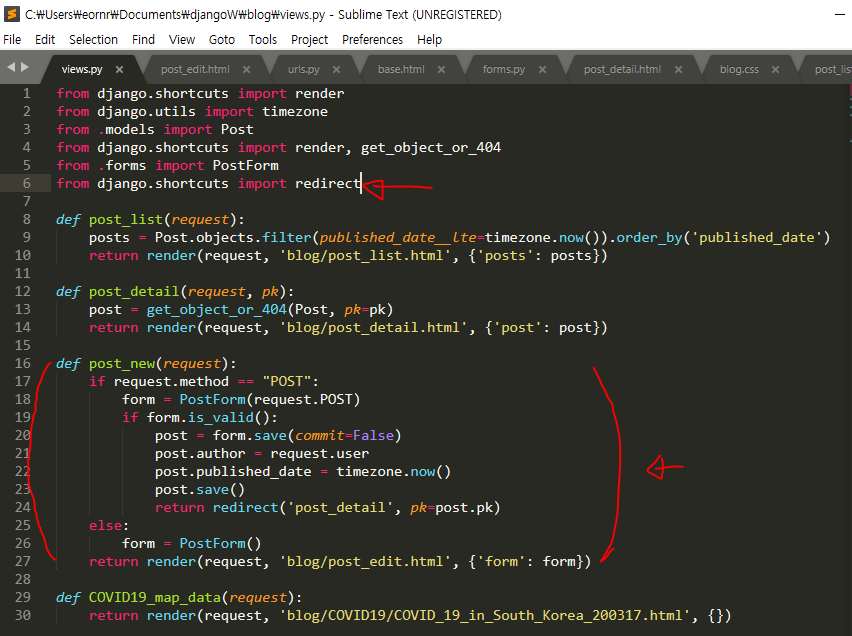 C:₩Users₩eornr₩Documents₩djangoW₩blog₩views.py - Sublime Text (UNREGISTERED)
File Edit Selection Find View Goto Tools Project Preferences Help
views.py × post_edit.html × urls.py × base.html × forms.py × post_detail.html × blog.css × post_lis
1 from django.shortcuts import render
2 from django.utils import timezone
3 from .models import Post
4 from django.shortcuts import render, get_object_or_404
5 from .forms import PostForm
6 from django.shortcuts import redirect
7
8 def post_list(request):
9     posts = Post.objects.filter(published_date__lte=timezone.now()).order_by('published_date')
10     return render(request, 'blog/post_list.html', {'posts': posts})
11
12 def post_detail(request, pk):
13     post = get_object_or_404(Post, pk=pk)
14     return render(request, 'blog/post_detail.html', {'post': post})
15
16 def post_new(request):
17     if request.method == "POST":
18         form = PostForm(request.POST)
19         if form.is_valid():
20             post = form.save(commit=False)
21             post.author = request.user
22             post.published_date = timezone.now()
23             post.save()
24             return redirect('post_detail', pk=post.pk)
25     else:
26         form = PostForm()
27     return render(request, 'blog/post_edit.html', {'form': form})
28
29 def COVID19_map_data(request):
30     return render(request, 'blog/COVID19/COVID_19_in_South_Korea_200317.html', {})